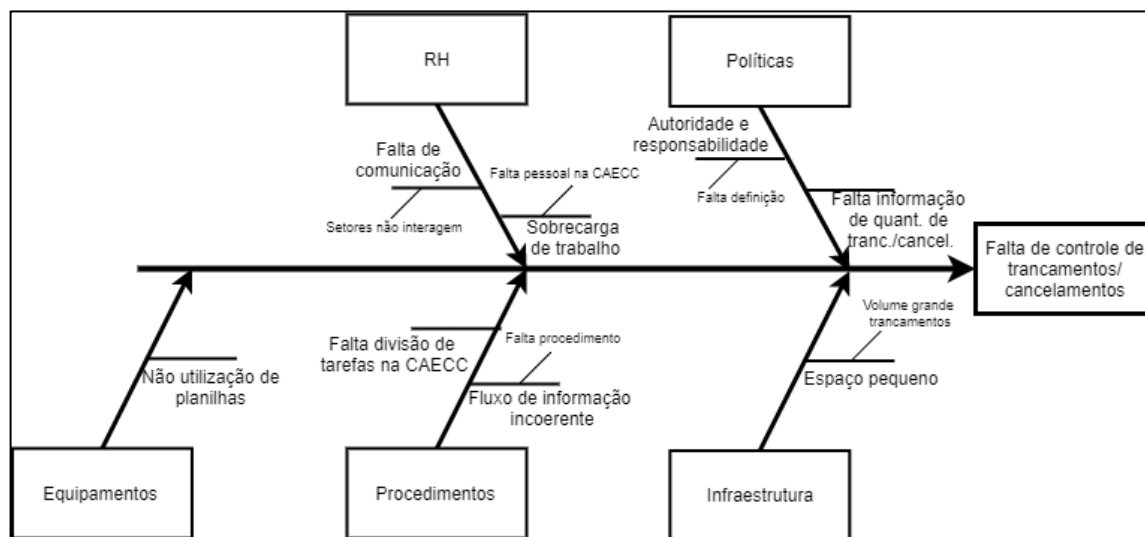 RH
Políticas
Falta de
comunicação
Setores não interagem
Falta pessoal na CAECC
Sobrecarga
de trabalho
Autoridade e
responsabilidade
Falta definição
Falta informação
de quant. de
tranc./cancel.
Falta de controle de
trancamentos/
cancelamentos
Não utilização de
planilhas
Falta divisão de
tarefas na CAECC
Falta procedimento
Fluxo de informação
incoerente
Volume grande
trancamentos
Espaço pequeno
Equipamentos
Procedimentos
Infraestrutura